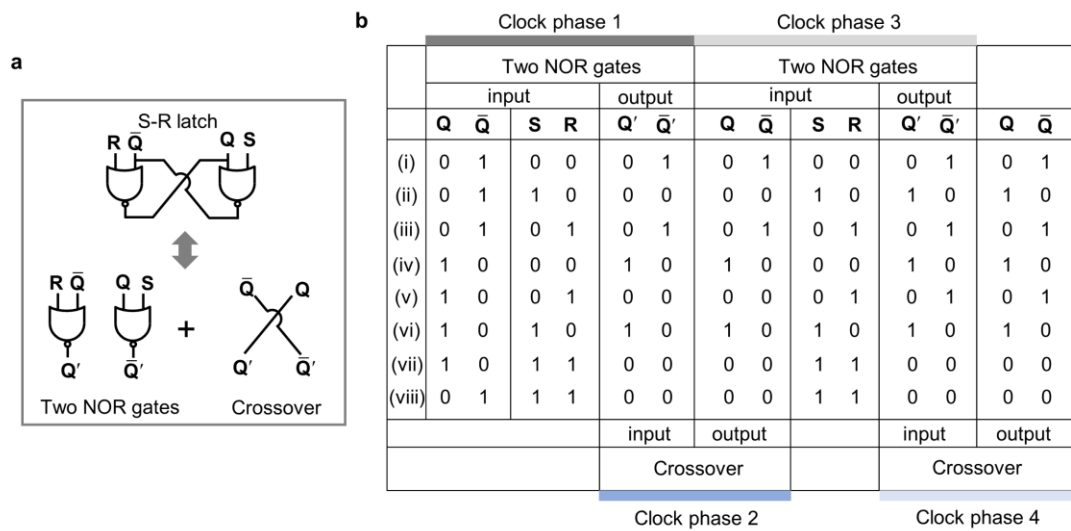 a
S-R latch
R Q̄ Q S
R Q̄ Q S Q̄ Q
+
Q′ Q̄′ Q′ Q̄′
Two NOR gates Crossover
b
Clock phase 1 Clock phase 3
Two NOR gates Two NOR gates
input output input output
Q Q̄ S R Q′ Q̄′ Q Q̄ S R Q′ Q̄′ Q Q̄
(i) 0 1 0 0 0 1 0 1 0 0 0 1 0 1
(ii) 0 1 1 0 0 0 0 0 1 0 1 0 1 0
(iii) 0 1 0 1 0 1 0 1 0 1 0 1 0 1
(iv) 1 0 0 0 1 0 1 0 0 0 1 0 1 0
(v) 1 0 0 1 0 0 0 0 0 1 0 1 0 1
(vi) 1 0 1 0 1 0 1 0 1 0 1 0 1 0
(vii) 1 0 1 1 0 0 0 0 1 1 0 0 0 0
(viii) 0 1 1 1 0 0 0 0 1 1 0 0 0 0
input output input output
Crossover Crossover
Clock phase 2 Clock phase 4